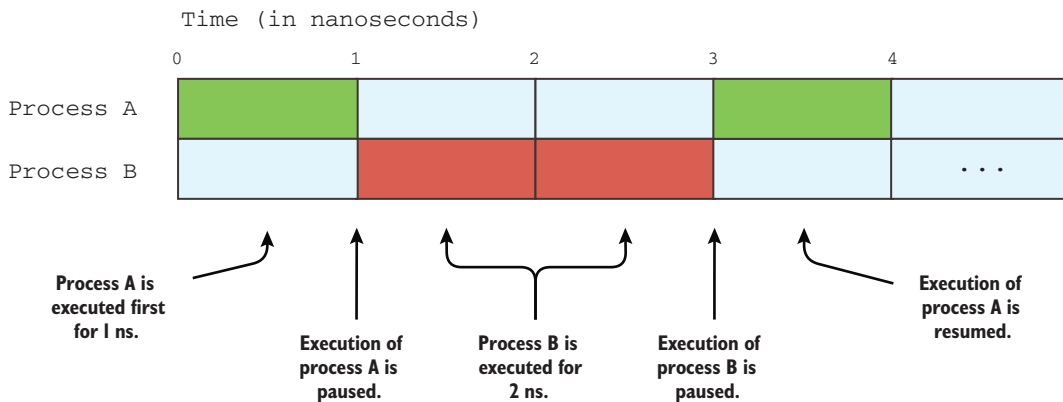 Time (in nanoseconds)
0 1 2 3 4
Process A
Process B
...
Process A is
executed first
for 1 ns.
Execution of
process A is
paused.
Process B is
executed for
2 ns.
Execution of
process B is
paused.
Execution of
process A is
resumed.